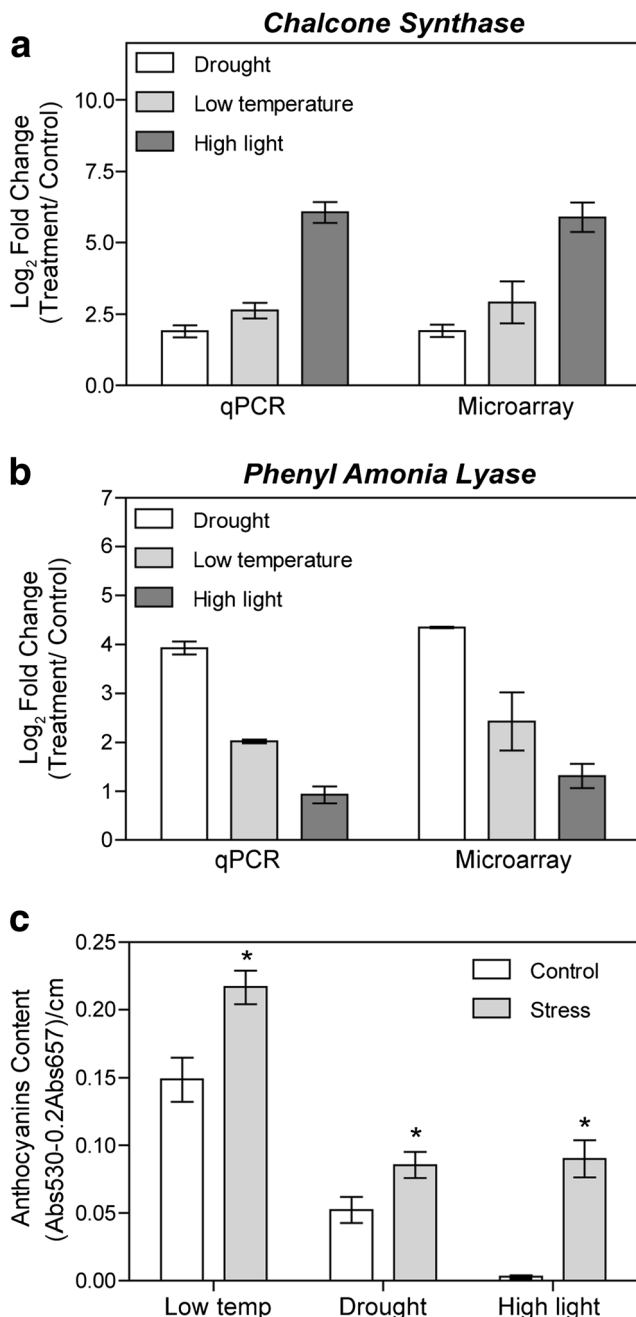 a
Chalcone Synthase
Drought
Low temperature
High light
Log2 Fold Change
(Treatment/ Control)
10.0
7.5
5.0
2.5
0.0
qPCR
Microarray
b
Phenyl Amonia Lyase
Drought
Low temperature
High light
Log2 Fold Change
(Treatment/ Control)
7
6
5
4
3
2
1
0
qPCR
Microarray
c
Control
Stress
Anthocyanins Content
(Abs530-0.2Abs657)/cm
0.25
0.20
0.15
0.10
0.05
0.00
*
*
*
Low temp
Drought
High light